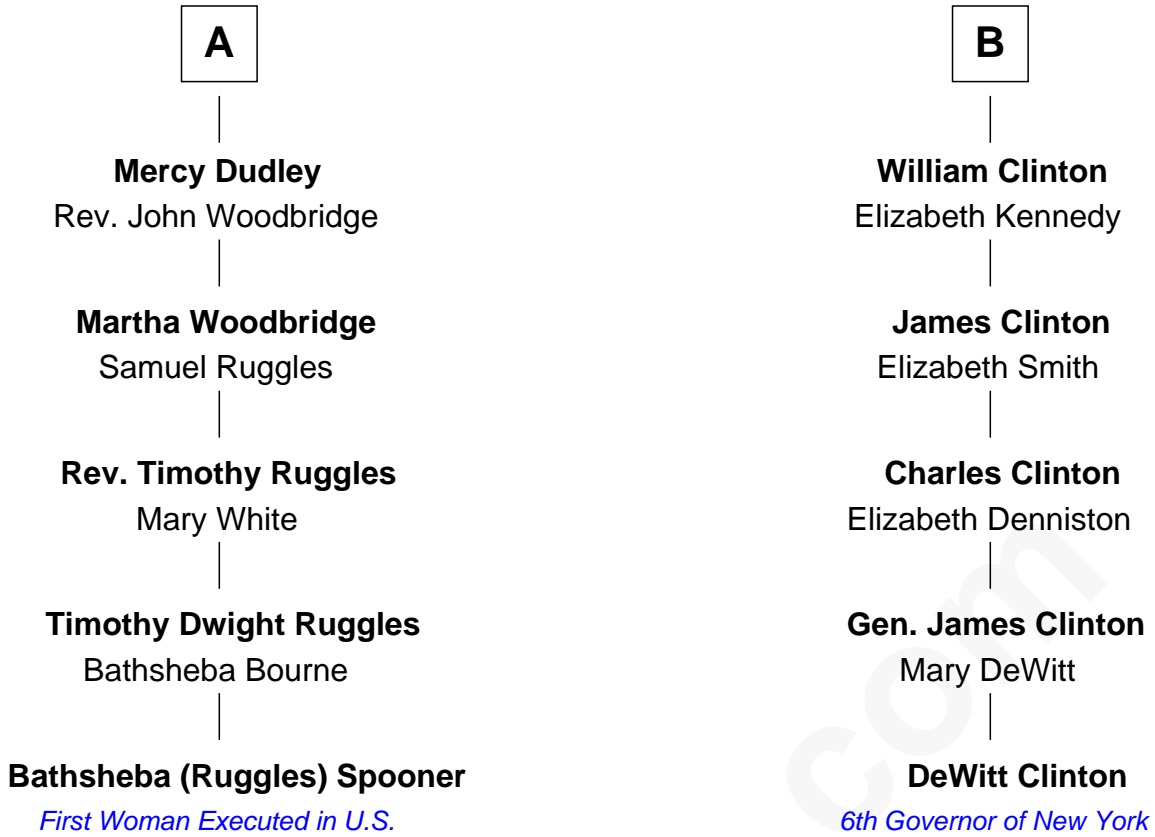 A
Mercy Dudley
Rev. John Woodbridge
Martha Woodbridge
Samuel Ruggles
Rev. Timothy Ruggles
Mary White
Timothy Dwight Ruggles
Bathsheba Bourne
Bathsheba (Ruggles) Spooner
First Woman Executed in U.S.
B
William Clinton
Elizabeth Kennedy
James Clinton
Elizabeth Smith
Charles Clinton
Elizabeth Denniston
Gen. James Clinton
Mary DeWitt
DeWitt Clinton
6th Governor of New York
com